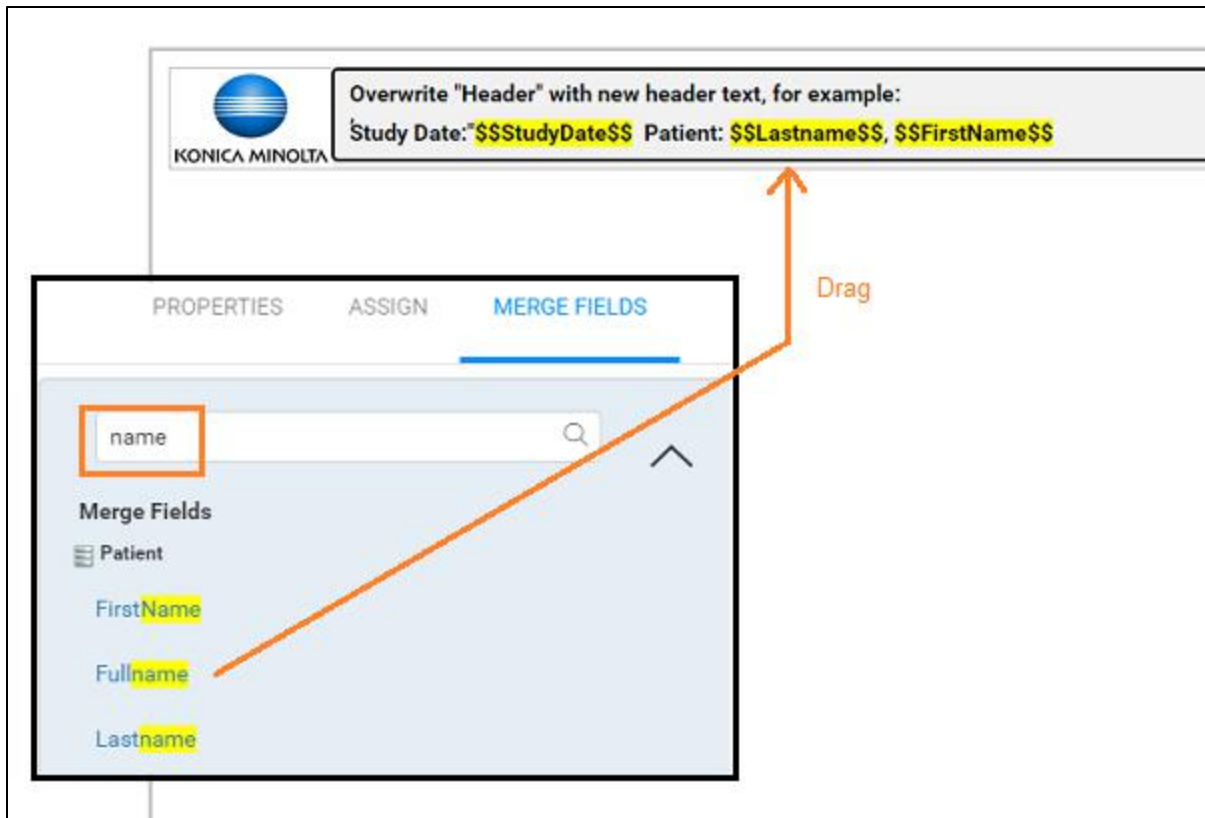 Overwrite "Header" with new header text, for example:
Study Date:"$$StudyDate$$ Patient: $$Lastname$$, $$FirstName$$
KONICA MINOLTA
Drag
PROPERTIES ASSIGN MERGE FIELDS
name
Merge Fields
Patient
FirstName
Fullname
Lastname